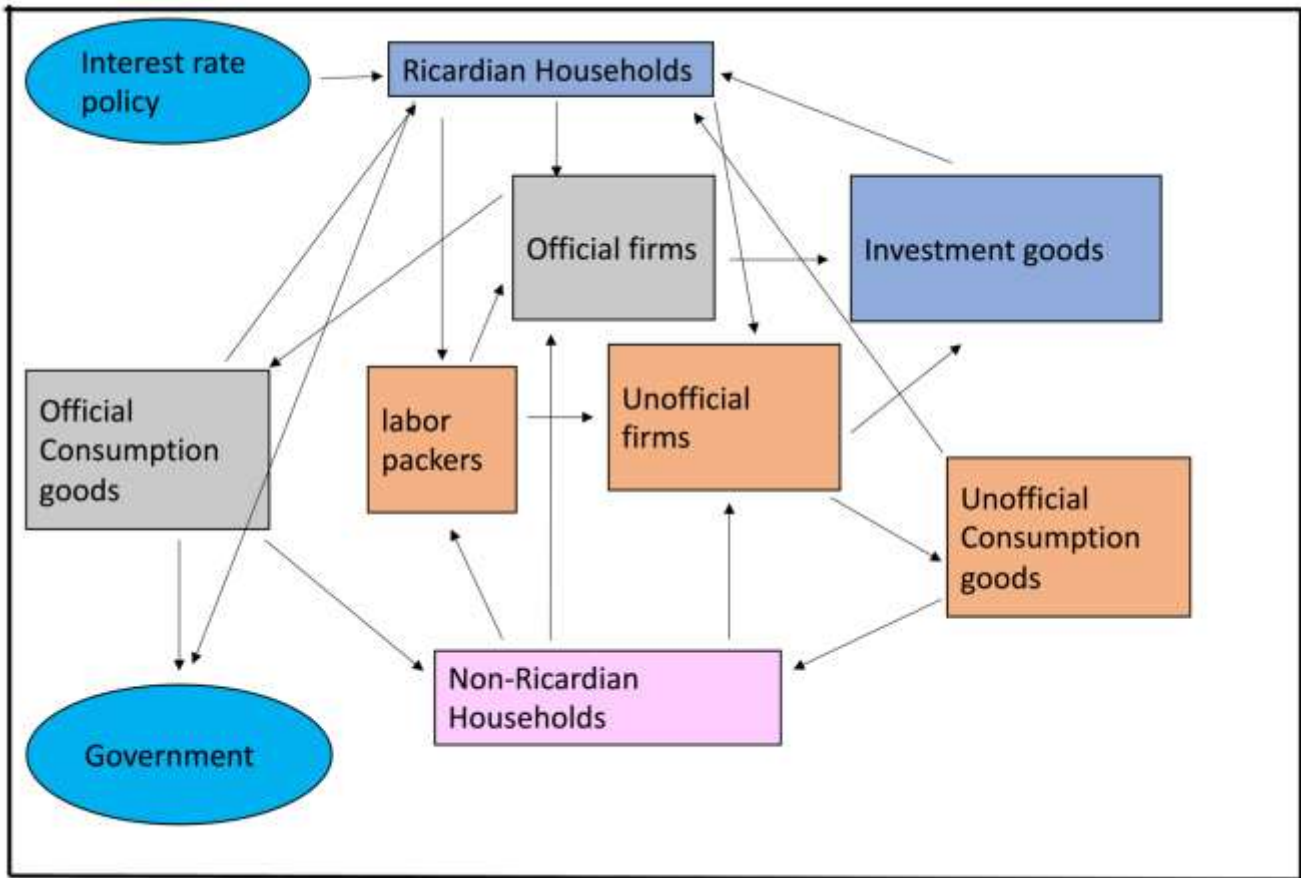 Interest rate
policy
Ricardian Households
Official firms
Investment goods
Official
Consumption
goods
labor
packers
Unofficial
firms
Unofficial
Consumption
goods
Non-Ricardian
Households
Government